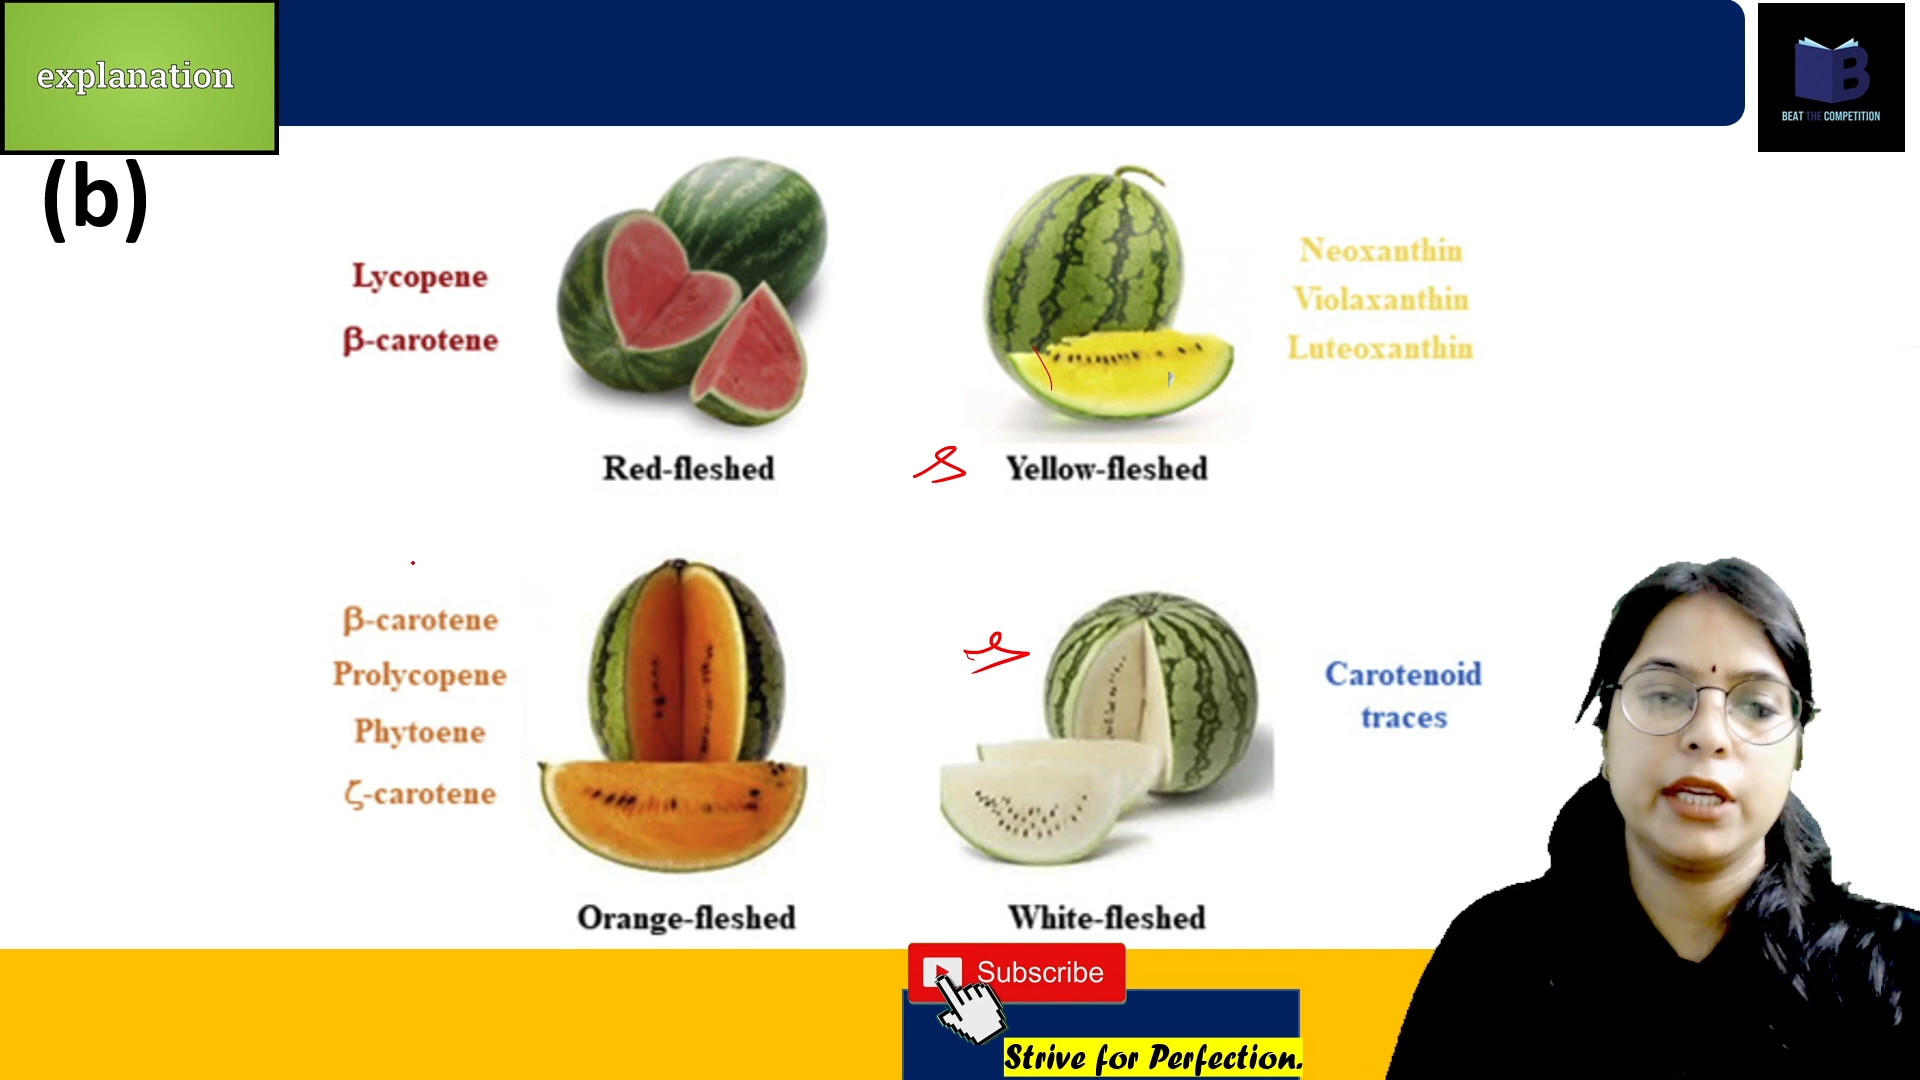 explanation
B
BEAT THE COMPETITION
(b)
Lycopene
β-carotene
Red-fleshed
Neoxanthin
Violaxanthin
Luteoxanthin
Yellow-fleshed
β-carotene
Prolycopene
Phytoene
ζ-carotene
Orange-fleshed
Carotenoid
traces
White-fleshed
Subscribe
Strive for Perfection.